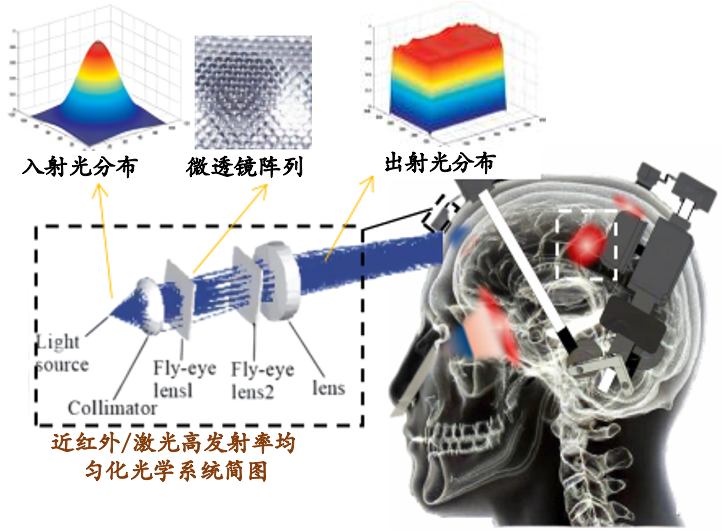 入射光分布
微透镜阵列
出射光分布
Light
source
Collimator
Fly-eye
lens1
Fly-eye
lens2
lens
近红外/激光高发射率均
匀化光学系统简图